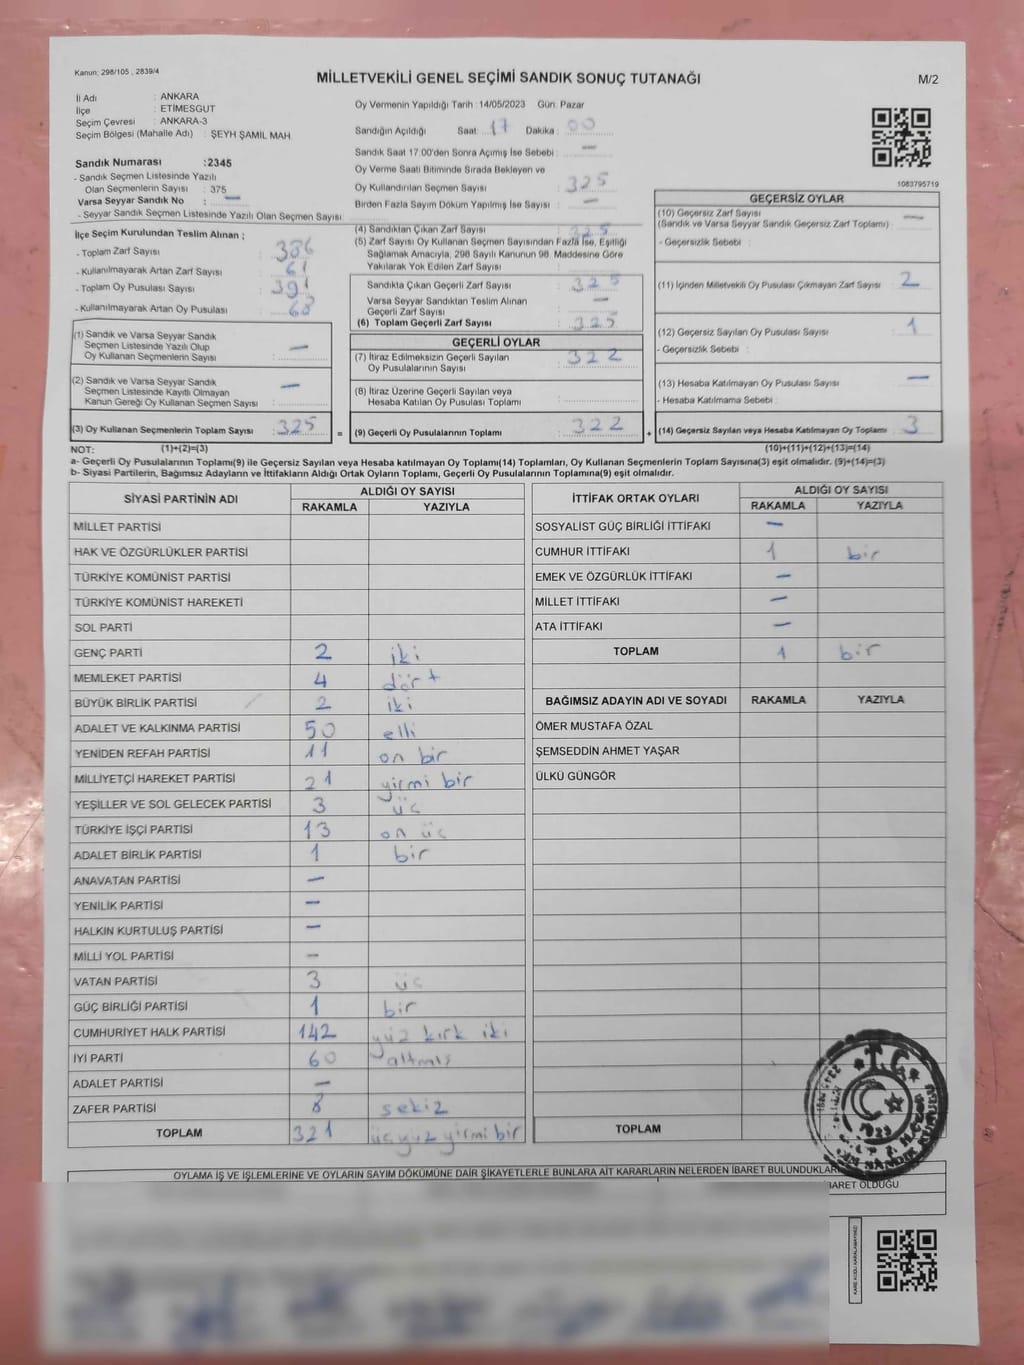 Kanun; 298/105 , 2839/4
MİLLETVEKİLİ GENEL SEÇİMİ SANDIK SONUÇ TUTANAĞI
M/2
İl Adı : ANKARA
İlçe : ETİMESGUT
Seçim Çevresi : ANKARA-3
Seçim Bölgesi (Mahalle Adı) : ŞEYH ŞAMİL MAH
Oy Vermenin Yapıldığı Tarih :14/05/2023 Gün: Pazar
Sandığın Açıldığı Saat: 17 Dakika: 00
Sandık Saat 17.00'den Sonra Açımış İse Sebebi : —
Oy Verme Saati Bitiminde Sırada Bekleyen ve
Oy Kullandırılan Seçmen Sayısı : 325
Birden Fazla Sayım Döküm Yapılmış İse Sayısı : —
1083795719
Sandık Numarası :2345
- Sandık Seçmen Listesinde Yazılı
Olan Seçmenlerin Sayısı : 375
Varsa Seyyar Sandık No : —
- Seyyar Sandık Seçmen Listesinde Yazılı Olan Seçmen Sayısı :
İlçe Seçim Kurulundan Teslim Alınan ;
- Toplam Zarf Sayısı : 386
- Kullanılmayarak Artan Zarf Sayısı : 61
- Toplam Oy Pusulası Sayısı : 391
- Kullanılmayarak Artan Oy Pusulası :
(1) Sandık ve Varsa Seyyar Sandık
Seçmen Listesinde Yazılı Olup
Oy Kullanan Seçmenlerin Sayısı : —
(2) Sandık ve Varsa Seyyar Sandık
Seçmen Listesinde Kayıtlı Olmayan
Kanun Gereği Oy Kullanan Seçmen Sayısı : —
(3) Oy Kullanan Seçmenlerin Toplam Sayısı : 325
(4) Sandıktan Çıkan Zarf Sayısı : 325
(5) Zarf Sayısı Oy Kullanan Seçmen Sayısından Fazla İse, Eşitliği
Sağlamak Amacıyla, 298 Sayılı Kanunun 98. Maddesine Göre
Yakılarak Yok Edilen Zarf Sayısı :
Sandıkta Çıkan Geçerli Zarf Sayısı : 325
Varsa Seyyar Sandıktan Teslim Alınan
Geçerli Zarf Sayısı : —
(6) Toplam Geçerli Zarf Sayısı : 325
GEÇERLİ OYLAR
(7) İtiraz Edilmeksizin Geçerli Sayılan
Oy Pusulalarının Sayısı : 322
(8) İtiraz Üzerine Geçerli Sayılan veya
Hesaba Katılan Oy Pusulası Toplamı :
= (9) Geçerli Oy Pusulalarının Toplamı : 322
GEÇERSİZ OYLAR
(10) Geçersiz Zarf Sayısı
(Sandık ve Varsa Seyyar Sandık Geçersiz Zarf Toplamı) : —
- Geçersizlik Sebebi :
(11) İçinden Milletvekili Oy Pusulası Çıkmayan Zarf Sayısı : 2
(12) Geçersiz Sayılan Oy Pusulası Sayısı : 1
- Geçersizlik Sebebi :
(13) Hesaba Katılmayan Oy Pusulası Sayısı : —
- Hesaba Katılmama Sebebi :
+ (14) Geçersiz Sayılan veya Hesaba Katılmayan Oy Toplamı : 3
NOT: (1)+(2)=(3) (10)+(11)+(12)+(13)=(14)
a- Geçerli Oy Pusulalarının Toplamı(9) ile Geçersiz Sayılan veya Hesaba katılmayan Oy Toplamı(14) Toplamları, Oy Kullanan Seçmenlerin Toplam Sayısına(3) eşit olmalıdır. (9)+(14)=(3)
b- Siyasi Partilerin, Bağımsız Adayların ve İttifakların Aldığı Ortak Oyların Toplamı, Geçerli Oy Pusulalarının Toplamına(9) eşit olmalıdır.
SİYASİ PARTİNİN ADI ALDIĞI OY SAYISI
RAKAMLA YAZIYLA
MİLLET PARTİSİ
HAK VE ÖZGÜRLÜKLER PARTİSİ
TÜRKİYE KOMÜNİST PARTİSİ
TÜRKİYE KOMÜNİST HAREKETİ
SOL PARTİ
GENÇ PARTİ 2 iki
MEMLEKET PARTİSİ 4 dört
BÜYÜK BİRLİK PARTİSİ 2 iki
ADALET VE KALKINMA PARTİSİ 50 elli
YENİDEN REFAH PARTİSİ 11 on bir
MİLLİYETÇİ HAREKET PARTİSİ 21 yirmi bir
YEŞİLLER VE SOL GELECEK PARTİSİ 3 üç
TÜRKİYE İŞÇİ PARTİSİ 13 on üç
ADALET BİRLİK PARTİSİ 1 bir
ANAVATAN PARTİSİ —
YENİLİK PARTİSİ —
HALKIN KURTULUŞ PARTİSİ —
MİLLİ YOL PARTİSİ —
VATAN PARTİSİ 3 üç
GÜÇ BİRLİĞİ PARTİSİ 1 bir
CUMHURİYET HALK PARTİSİ 142 yüz kırk iki
İYİ PARTİ 60 altmış
ADALET PARTİSİ —
ZAFER PARTİSİ 8 sekiz
TOPLAM 321 üçyüz yirmi bir
İTTİFAK ORTAK OYLARI ALDIĞI OY SAYISI
RAKAMLA YAZIYLA
SOSYALİST GÜÇ BİRLİĞİ İTTİFAKI —
CUMHUR İTTİFAKI 1 bir
EMEK VE ÖZGÜRLÜK İTTİFAKI —
MİLLET İTTİFAKI —
ATA İTTİFAKI —
TOPLAM 1 bir
BAĞIMSIZ ADAYIN ADI VE SOYADI RAKAMLA YAZIYLA
ÖMER MUSTAFA ÖZAL
ŞEMSEDDİN AHMET YAŞAR
ÜLKÜ GÜNGÖR
TOPLAM
T.C.
OYLAMA İŞ VE İŞLEMLERİNE VE OYLARIN SAYIM DÖKÜMÜNE DAİR ŞİKAYETLERLE BUNLARA AİT KARARLARIN NELERDEN İBARET BULUNDUKLAR
BARET OLDUĞU
KARE KODU KARALAMAYINIZ!